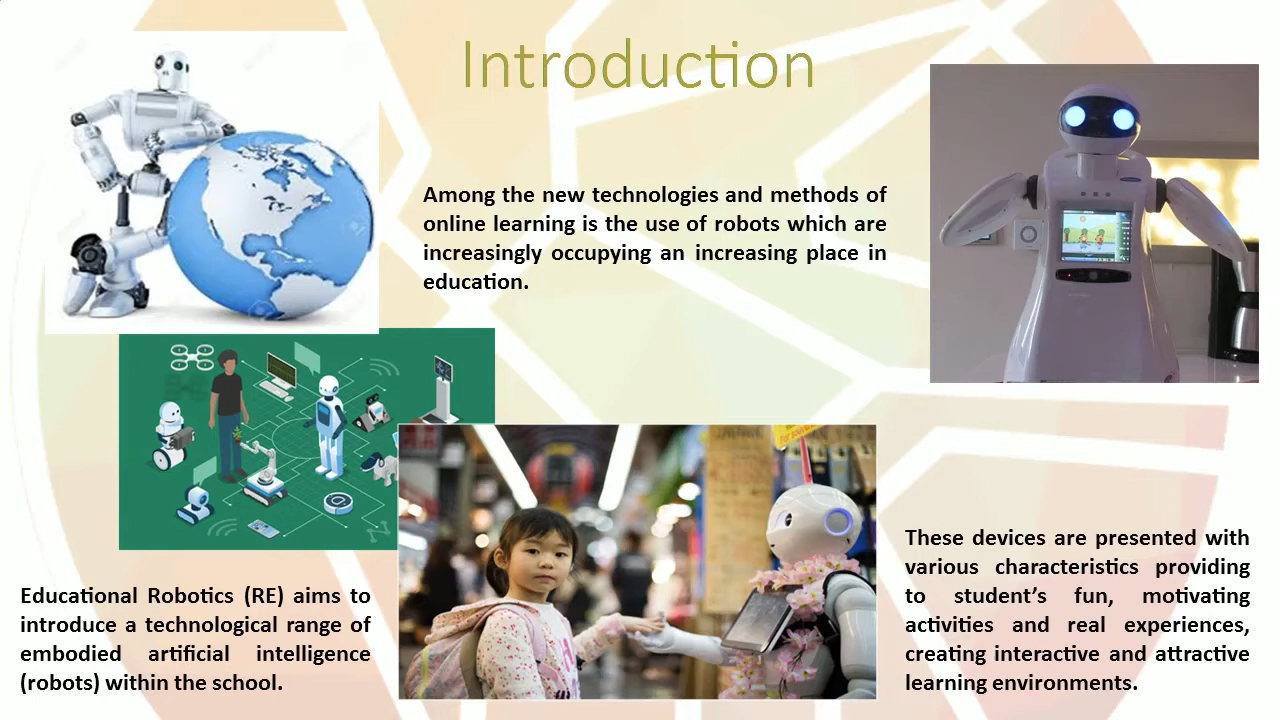 Introduction
Among the new technologies and methods of
online learning is the use of robots which are
increasingly occupying an increasing place in
education.
Educational Robotics (RE) aims to
introduce a technological range of
embodied artificial intelligence
(robots) within the school.
These devices are presented with
various characteristics providing
to student’s fun, motivating
activities and real experiences,
creating interactive and attractive
learning environments.